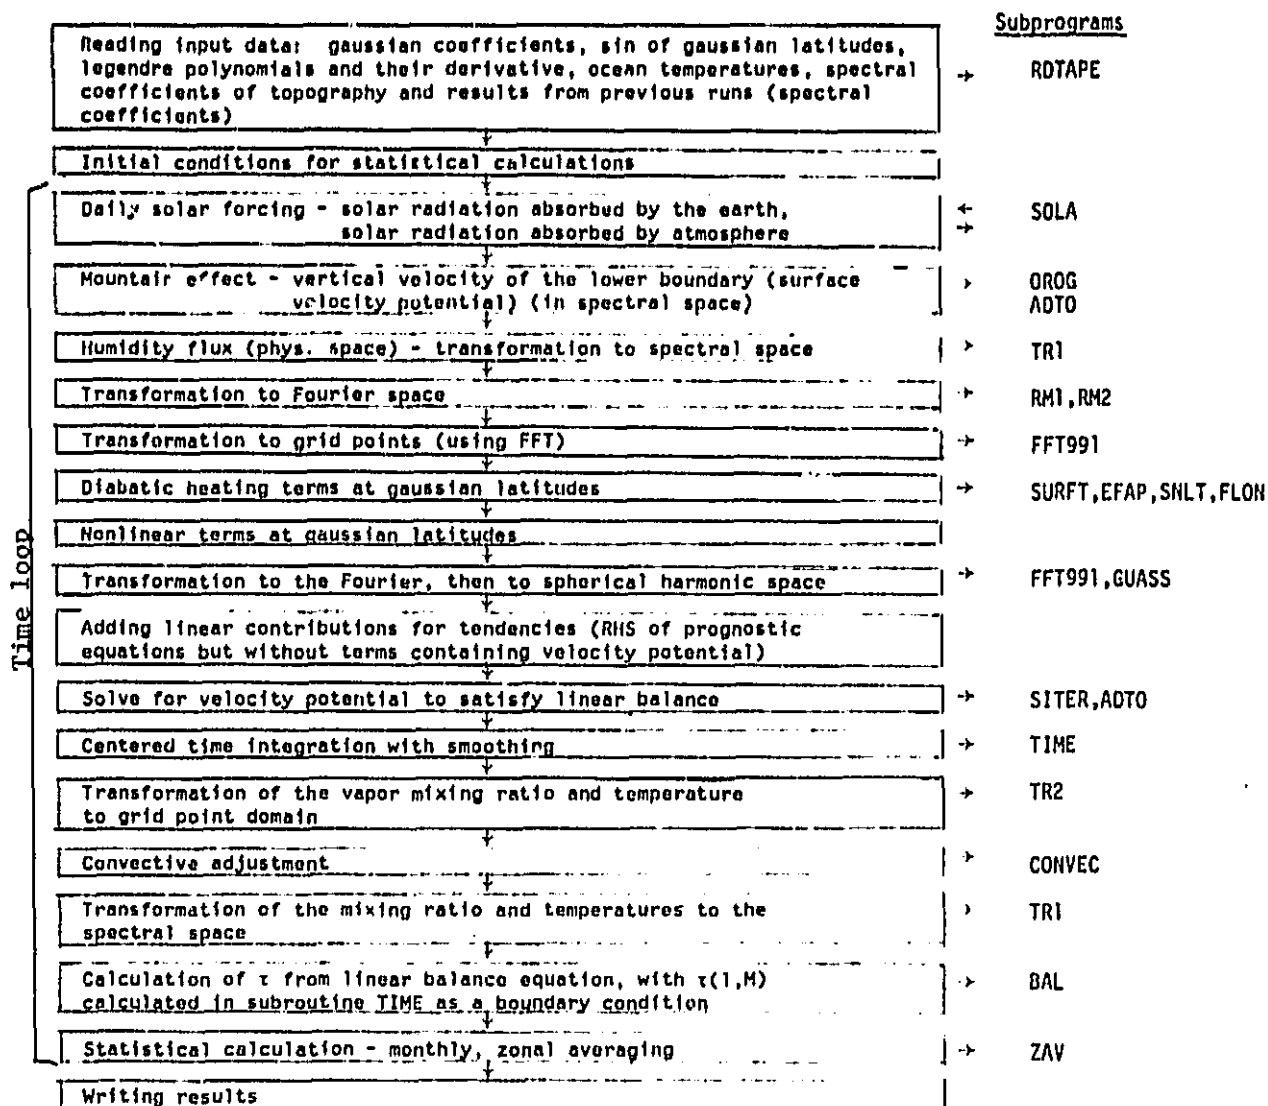 Subprograms
Reading input data: gaussian coefficients, sin of gaussian latitudes,
legendre polynomials and their derivative, ocean temperatures, spectral
coefficients of topography and results from previous runs (spectral
coefficients)
→ RDTAPE
Initial conditions for statistical calculations
Time loop
Daily solar forcing - solar radiation absorbed by the earth,
solar radiation absorbed by atmosphere
← → SOLA
Mountain effect - vertical velocity of the lower boundary (surface
velocity potential) (in spectral space)
→ OROG
ADTO
Humidity flux (phys. space) - transformation to spectral space
→ TR1
Transformation to Fourier space
→ RM1,RM2
Transformation to grid points (using FFT)
→ FFT991
Diabatic heating terms at gaussian latitudes
→ SURFT,EFAP,SNLT,FLON
Nonlinear terms at gaussian latitudes
Transformation to the Fourier, then to spherical harmonic space
→ FFT991,GUASS
Adding linear contributions for tendencies (RHS of prognostic
equations but without terms containing velocity potential)
Solve for velocity potential to satisfy linear balance
→ SITER,ADTO
Centered time integration with smoothing
→ TIME
Transformation of the vapor mixing ratio and temperature
to grid point domain
→ TR2
Convective adjustment
→ CONVEC
Transformation of the mixing ratio and temperatures to the
spectral space
→ TR1
Calculation of τ from linear balance equation, with τ(1,M)
calculated in subroutine TIME as a boundary condition
→ BAL
Statistical calculation - monthly, zonal averaging
→ ZAV
Writing results